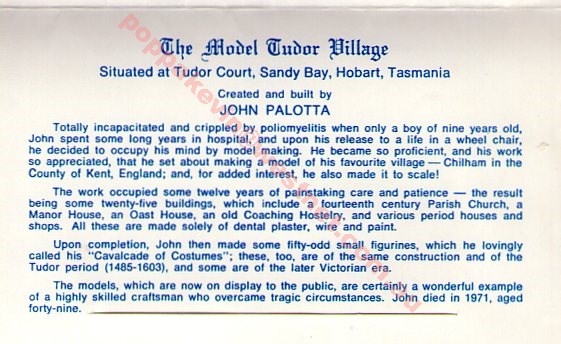 The Model Tudor Village
Situated at Tudor Court, Sandy Bay, Hobart, Tasmania
Created and built by
JOHN PALOTTA
Totally incapacitated and crippled by poliomyelitis when only a boy of nine years old,
John spent some long years in hospital, and upon his release to a life in a wheel chair,
he decided to occupy his mind by model making. He became so proficient, and his work
so appreciated, that he set about making a model of his favourite village — Chilham in the
County of Kent, England; and, for added interest, he also made it to scale!
The work occupied some twelve years of painstaking care and patience — the result
being some twenty-five buildings, which include a fourteenth century Parish Church, a
Manor House, an Oast House, an old Coaching Hostelry, and various period houses and
shops. All these are made solely of dental plaster, wire and paint.
Upon completion, John then made some fifty-odd small figurines, which he lovingly
called his "Cavalcade of Costumes"; these, too, are of the same construction and of the
Tudor period (1485-1603), and some are of the later Victorian era.
The models, which are now on display to the public, are certainly a wonderful example
of a highly skilled craftsman who overcame tragic circumstances. John died in 1971, aged
forty-nine.